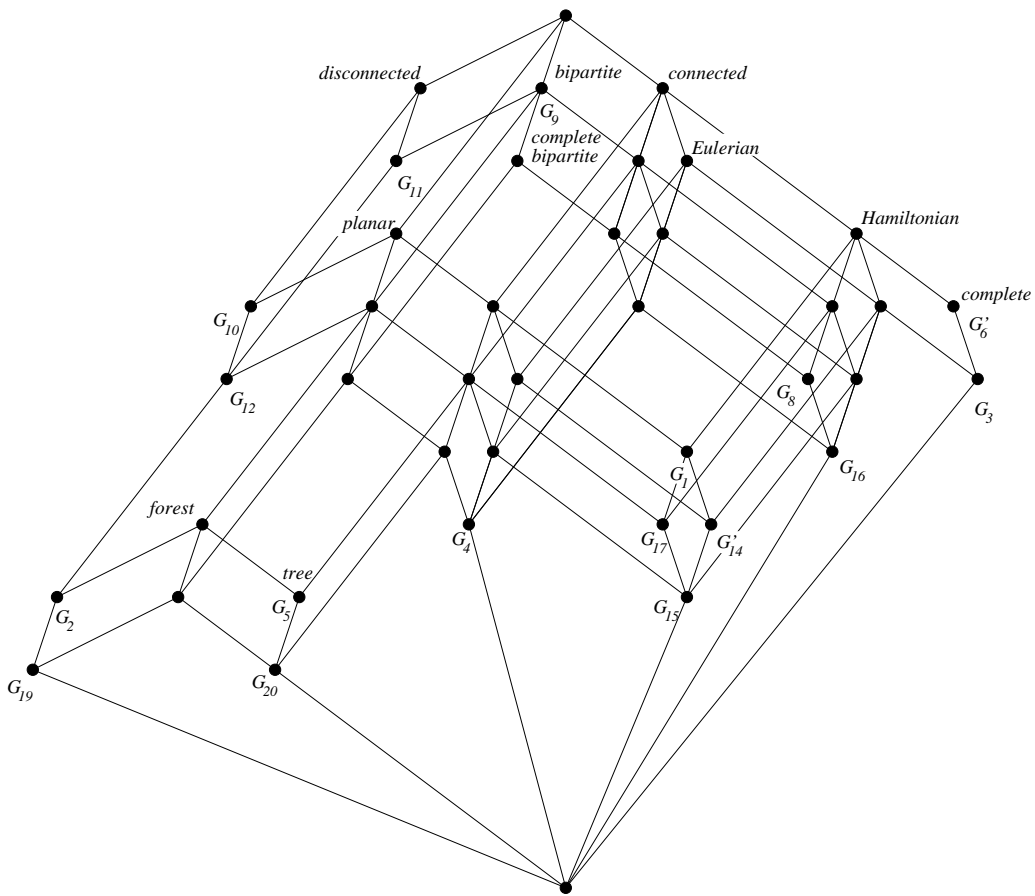 disconnected
bipartite
connected
G9
complete
bipartite
Eulerian
G11
planar
Hamiltonian
complete
G10
G'6
G12
G8
G3
G1
G16
forest
G4
G17
G'14
tree
G2
G5
G15
G19
G20